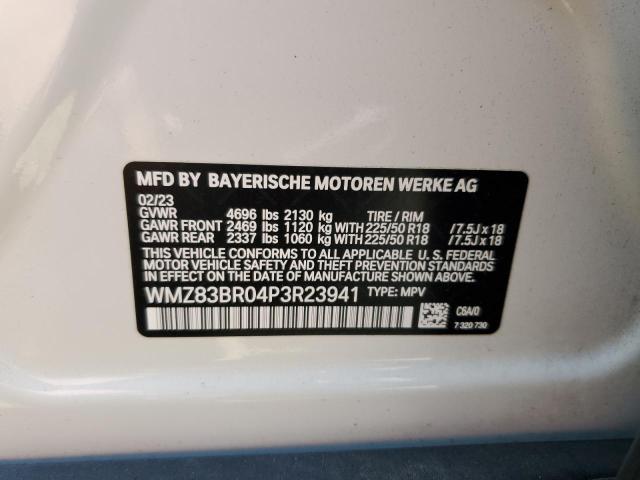 MFD BY BAYERISCHE MOTOREN WERKE AG
02/23
GVWR 4696 lbs 2130 kg TIRE / RIM
GAWR FRONT 2469 lbs 1120 kg WITH 225/50 R18 /7.5J x 18
GAWR REAR 2337 lbs 1060 kg WITH 225/50 R18 /7.5J x 18
THIS VEHICLE CONFORMS TO ALL APPLICABLE U. S. FEDERAL
MOTOR VEHICLE SAFETY, BUMPER, AND THEFT PREVENTION
STANDARDS IN EFFECT ON THE DATE OF MANUFACTURE SHOWN ABOVE.
WMZ83BR04P3R23941 TYPE: MPV
C6A/0
7 320 730